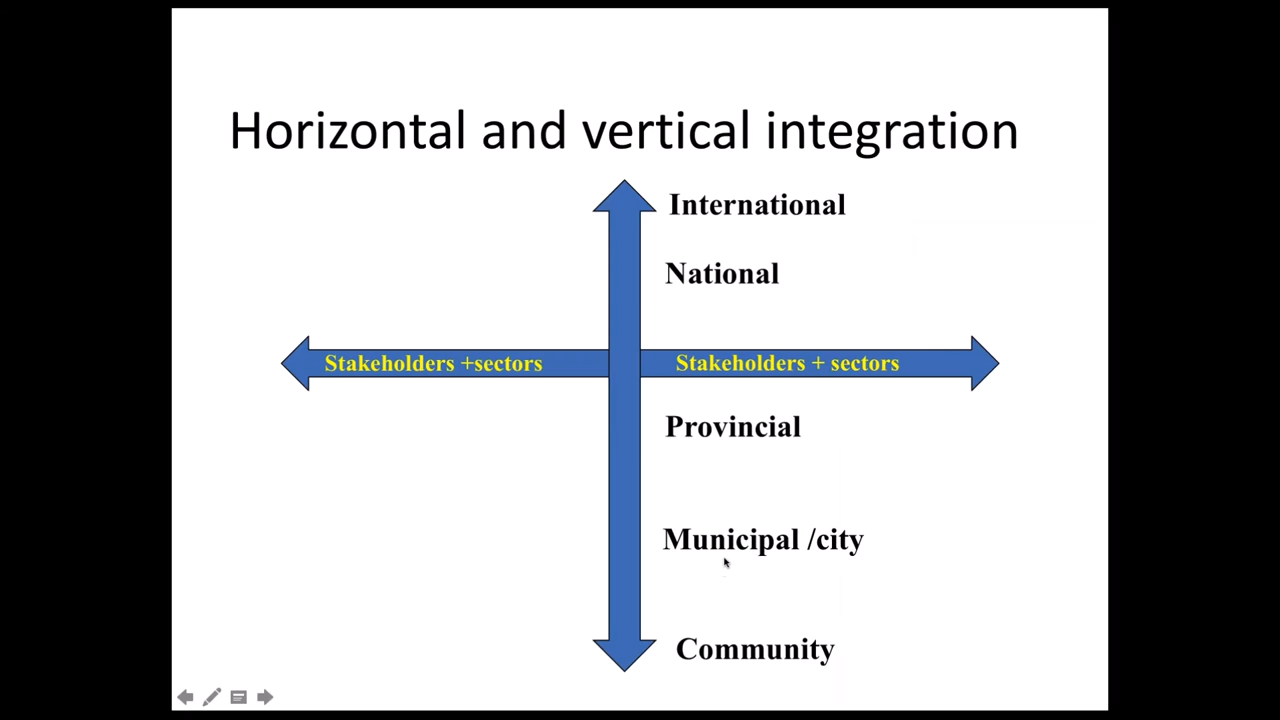 Horizontal and vertical integration
International
National
Stakeholders +sectors
Stakeholders + sectors
Provincial
Municipal /city
Community